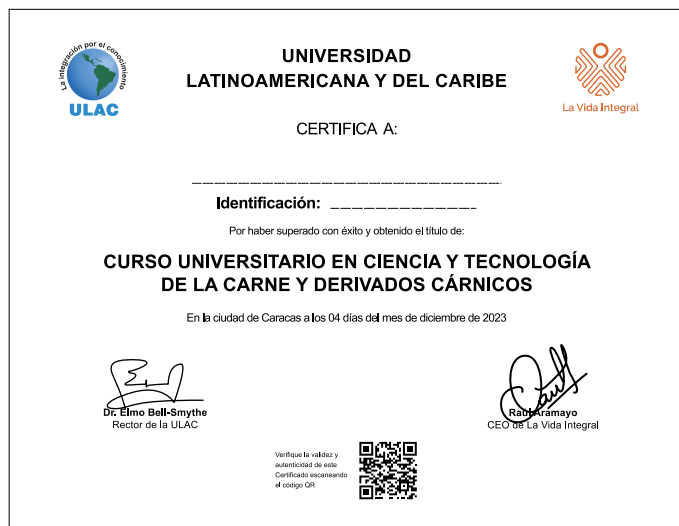 La integración por el conocimiento
ULAC
UNIVERSIDAD
LATINOAMERICANA Y DEL CARIBE
La Vida Integral
CERTIFICA A:
Identificación:
Por haber superado con éxito y obtenido el título de:
CURSO UNIVERSITARIO EN CIENCIA Y TECNOLOGÍA
DE LA CARNE Y DERIVADOS CÁRNICOS
En la ciudad de Caracas a los 04 días del mes de diciembre de 2023
Dr. Elmo Bell-Smythe
Rector de la ULAC
Raúl Aramayo
CEO de La Vida Integral
Verifique la validez y
autenticidad de este
Certificado escaneando
el código QR